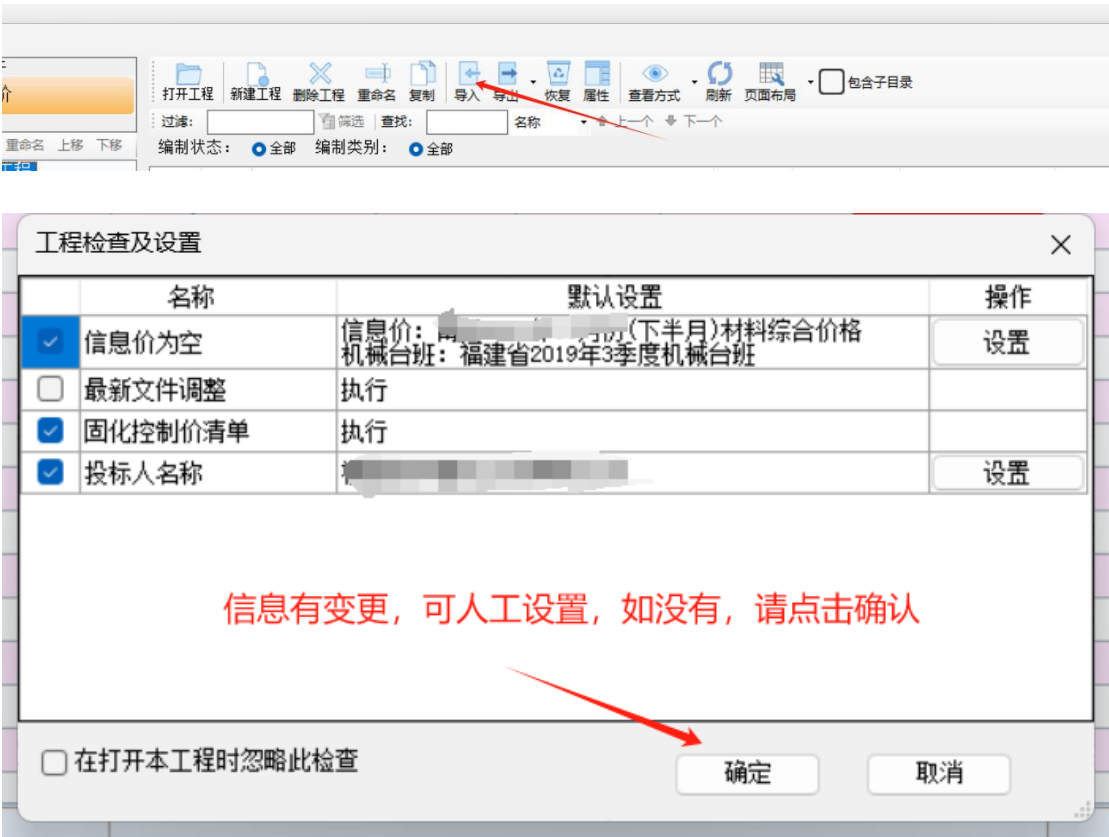 价
打开工程 新建工程 删除工程 重命名 复制 导入 导出 恢复 属性 查看方式 刷新 页面布局 包含子目录
过滤: 筛选 查找: 名称 上一个 下一个
重命名 上移 下移 编制状态: 全部 编制类别: 全部
工程
工程检查及设置
名称 默认设置 操作
信息价为空 信息价: (下半月)材料综合价格 设置
机械台班: 福建省2019年3季度机械台班
最新文件调整 执行
固化控制价清单 执行
投标人名称 设置
信息有变更，可人工设置，如没有，请点击确认
在打开本工程时忽略此检查 确定 取消